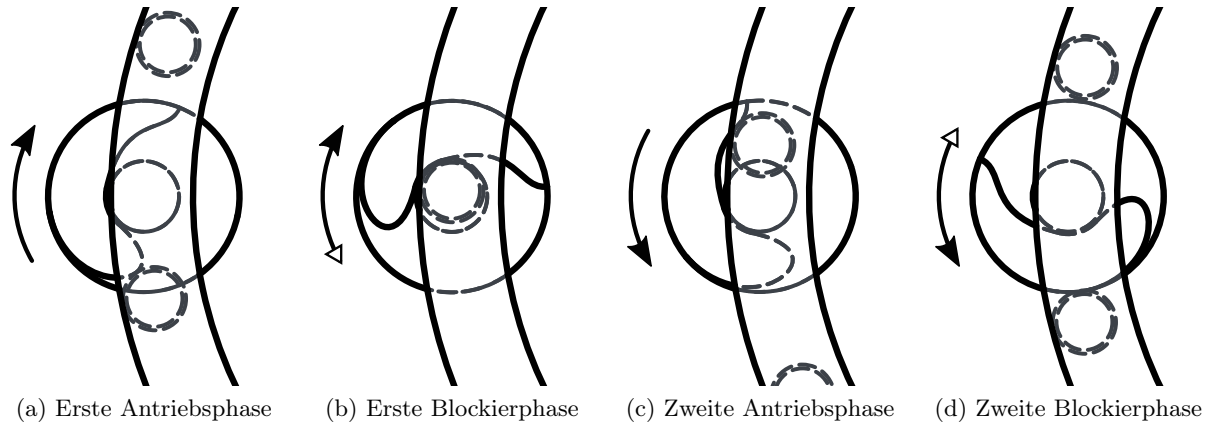 (a) Erste Antriebsphase
(b) Erste Blockierphase
(c) Zweite Antriebsphase
(d) Zweite Blockierphase